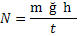 N = m ğ h / t